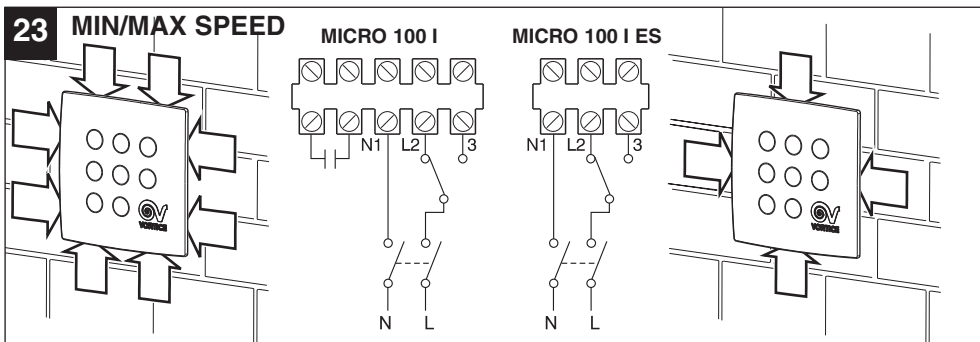 23 MIN/MAX SPEED
MICRO 100 I
MICRO 100 I ES
N1 L2 3
N1 L2 3
VORTICE
VORTICE
N L
N L